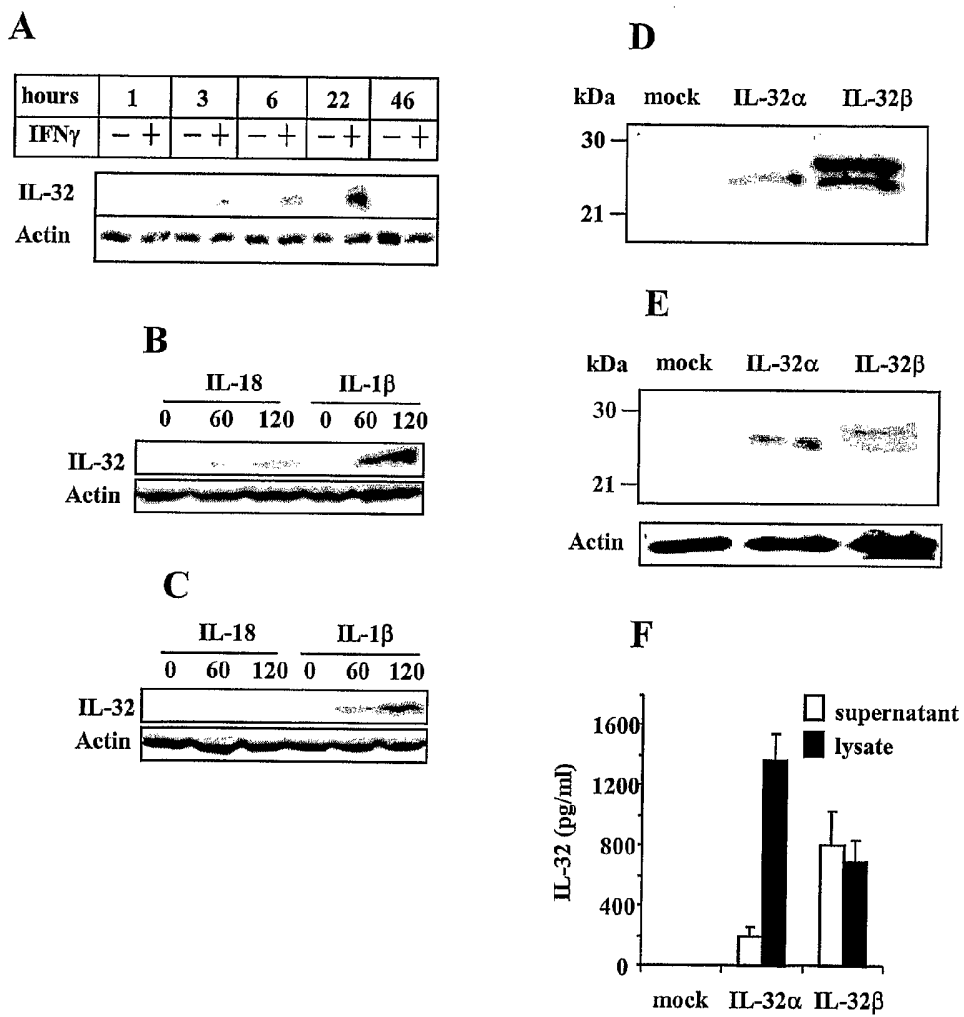 A
hours 1 3 6 22 46
IFNγ − + − + − + − + − +
IL-32
Actin
B
IL-18 IL-1β
0 60 120 0 60 120
IL-32
Actin
C
IL-18 IL-1β
0 60 120 0 60 120
IL-32
Actin
D
kDa mock IL-32α IL-32β
30
21
E
kDa mock IL-32α IL-32β
30
21
Actin
F
supernatant
lysate
IL-32 (pg/ml)
1600
1200
800
400
0
mock IL-32α IL-32β